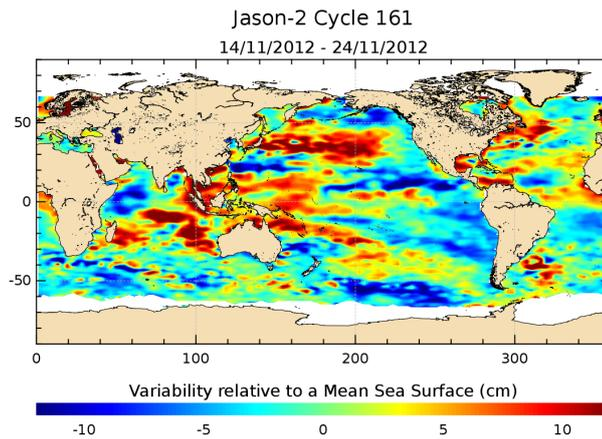 Jason-2 Cycle 161
14/11/2012 - 24/11/2012
50
0
-50
0 100 200 300
Variability relative to a Mean Sea Surface (cm)
-10 -5 0 5 10